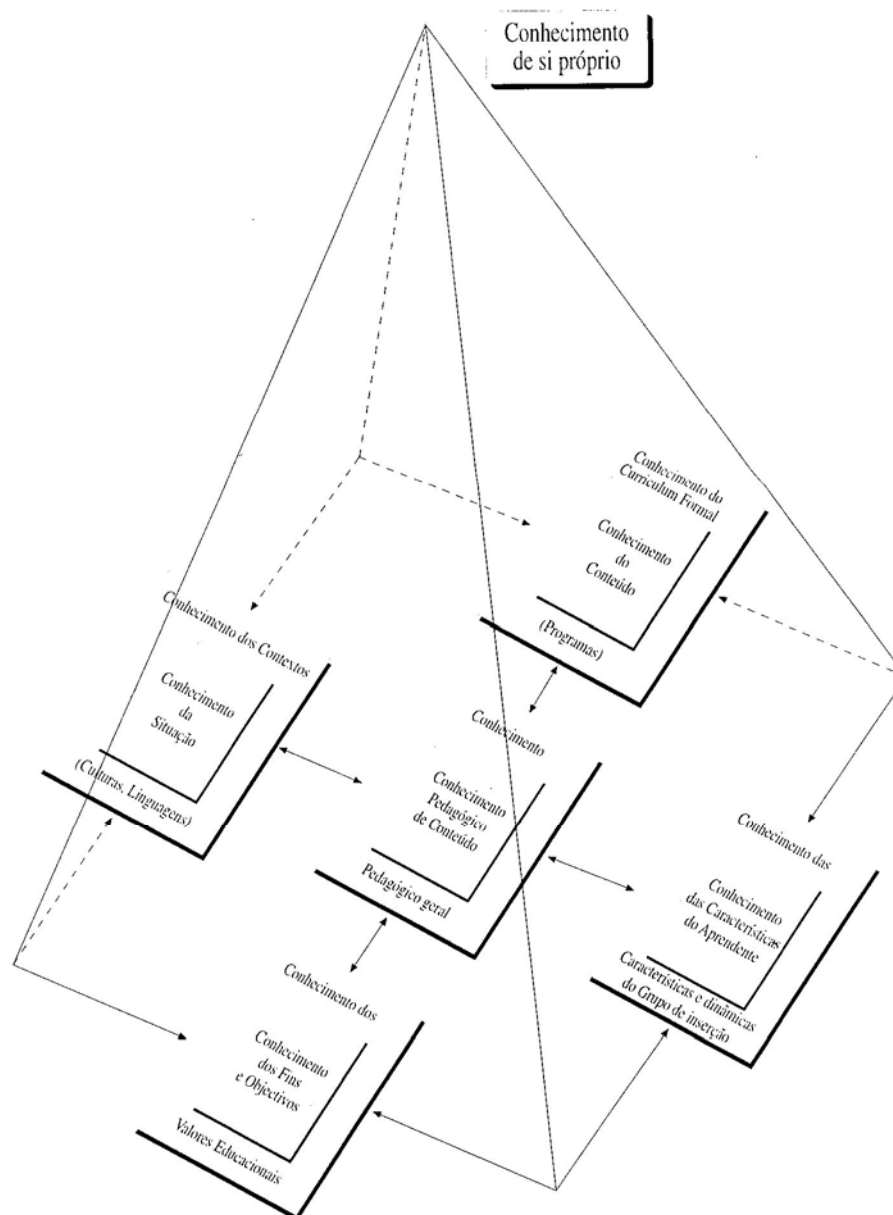 Conhecimento
de si próprio
Conhecimento do
Curriculum Formal
Conhecimento
do
Conteúdo
(Programas)
Conhecimento dos Contextos
Conhecimento
da
Situação
(Culturas, Linguagens)
Conhecimento
Conhecimento
Pedagógico
de Conteúdo
Pedagógico geral
Conhecimento das
Conhecimento
das Características
do Aprendente
Características e dinâmicas
do Grupo de inserção
Conhecimento dos
Conhecimento
dos Fins
e Objectivos
Valores Educacionais